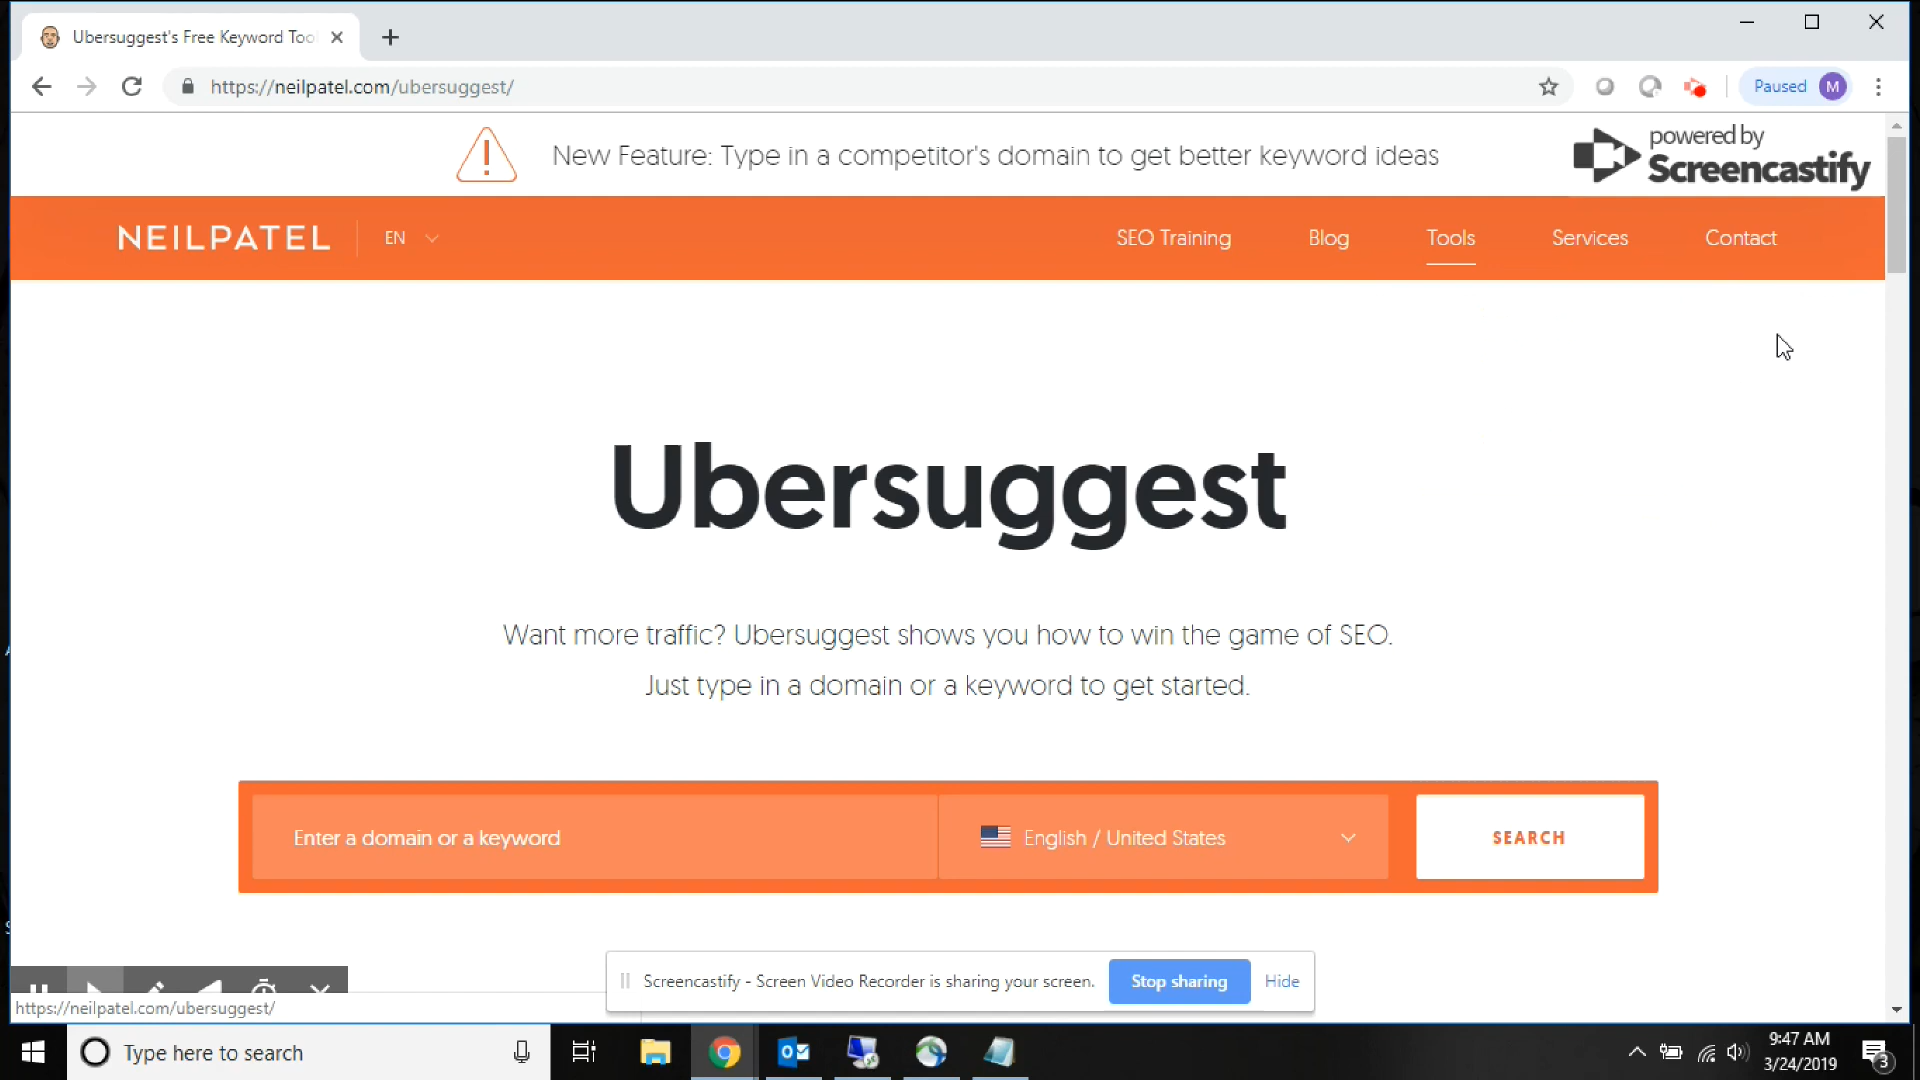 Ubersuggest's Free Keyword Too
https://neilpatel.com/ubersuggest/
Paused M
New Feature: Type in a competitor's domain to get better keyword ideas
powered by
Screencastify
NEILPATEL EN SEO Training Blog Tools Services Contact
Ubersuggest
Want more traffic? Ubersuggest shows you how to win the game of SEO.
Just type in a domain or a keyword to get started.
Enter a domain or a keyword English / United States SEARCH
Screencastify - Screen Video Recorder is sharing your screen. Stop sharing Hide
https://neilpatel.com/ubersuggest/
Type here to search
9:47 AM
3/24/2019
3